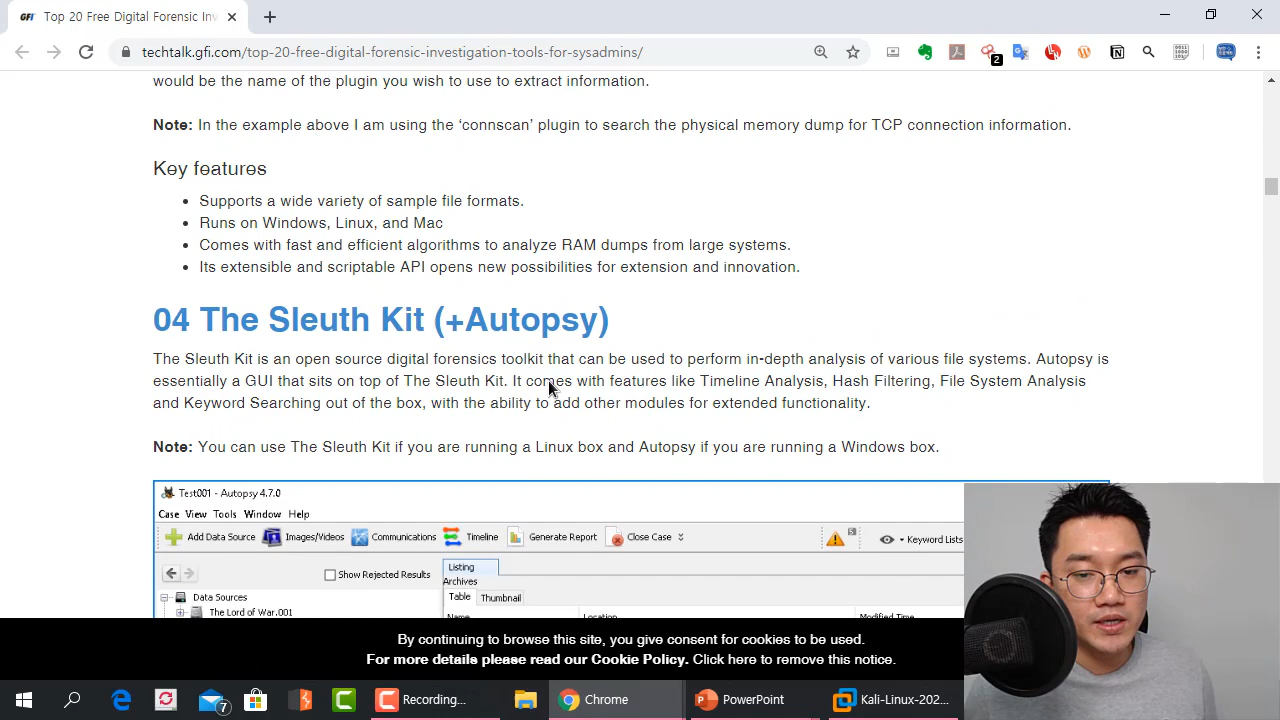 GFI Top 20 Free Digital Forensic Inv
techtalk.gfi.com/top-20-free-digital-forensic-investigation-tools-for-sysadmins/
2
would be the name of the plugin you wish to use to extract information.
Note: In the example above I am using the ‘connscan’ plugin to search the physical memory dump for TCP connection information.
Key features
Supports a wide variety of sample file formats.
Runs on Windows, Linux, and Mac
Comes with fast and efficient algorithms to analyze RAM dumps from large systems.
Its extensible and scriptable API opens new possibilities for extension and innovation.
04 The Sleuth Kit (+Autopsy)
The Sleuth Kit is an open source digital forensics toolkit that can be used to perform in-depth analysis of various file systems. Autopsy is
essentially a GUI that sits on top of The Sleuth Kit. It comes with features like Timeline Analysis, Hash Filtering, File System Analysis
and Keyword Searching out of the box, with the ability to add other modules for extended functionality.
Note: You can use The Sleuth Kit if you are running a Linux box and Autopsy if you are running a Windows box.
Test001 - Autopsy 4.7.0
Case View Tools Window Help
Add Data Source Images/Videos Communications Timeline Generate Report Close Case 5 Keyword Lists
Listing
Show Rejected Results
Archives
Table Thumbnail
Data Sources
The Lord of War.001
Name Location Modified Time
By continuing to browse this site, you give consent for cookies to be used.
For more details please read our Cookie Policy. Click here to remove this notice.
7 Recording... Chrome PowerPoint Kali-Linux-202...